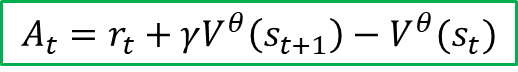 A_t = r_t + γV^θ(s_{t+1}) − V^θ(s_t)